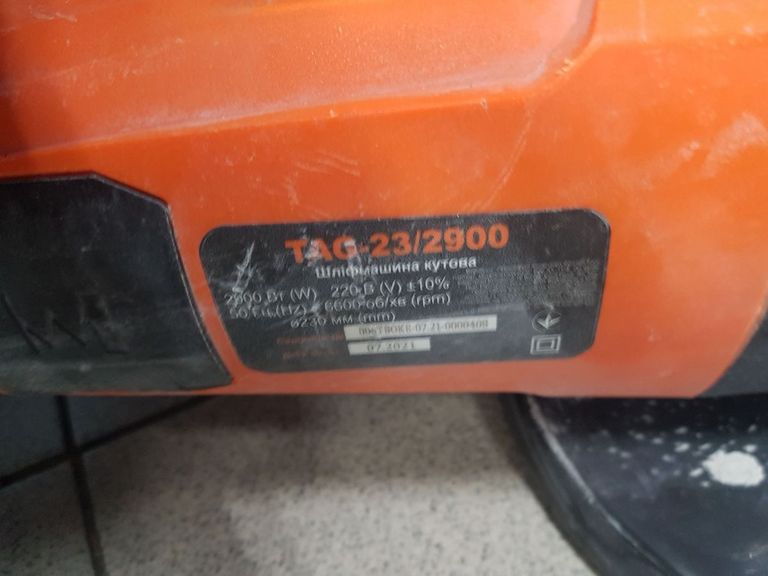 TAG-23/2900
Шліфмашина кутова
2900 Вт (W) 220 В (V) ±10%
50 Гц (Hz) 6600 об/хв (rpm)
ø230 мм (mm)
07.2021